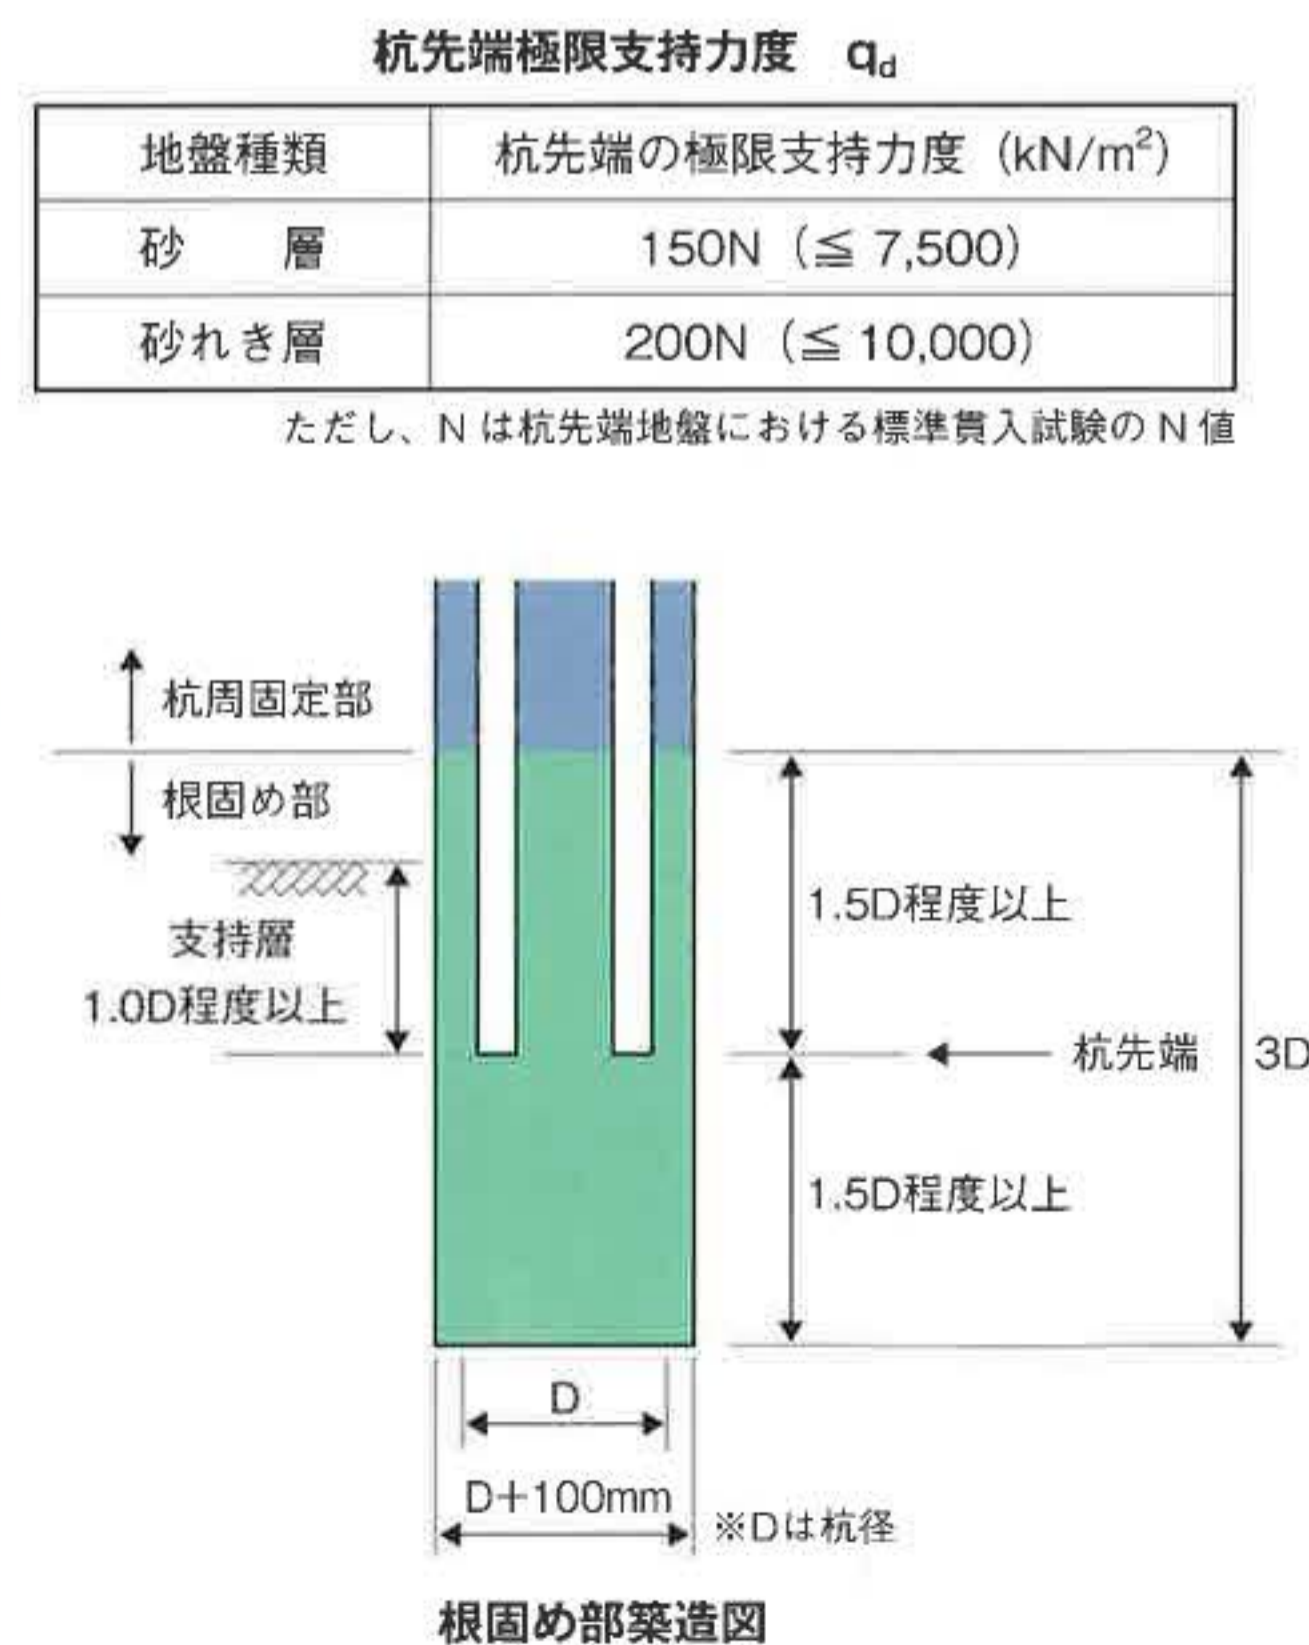 杭先端極限支持力度 qd
地盤種類 杭先端の極限支持力度 (kN/m²)
砂 層 150N (≦ 7,500)
砂れき層 200N (≦ 10,000)
ただし、N は杭先端地盤における標準貫入試験の N 値
杭周固定部
根固め部
支持層
1.0D程度以上
1.5D程度以上
杭先端
3D
1.5D程度以上
D
D+100mm
※Dは杭径
根固め部築造図